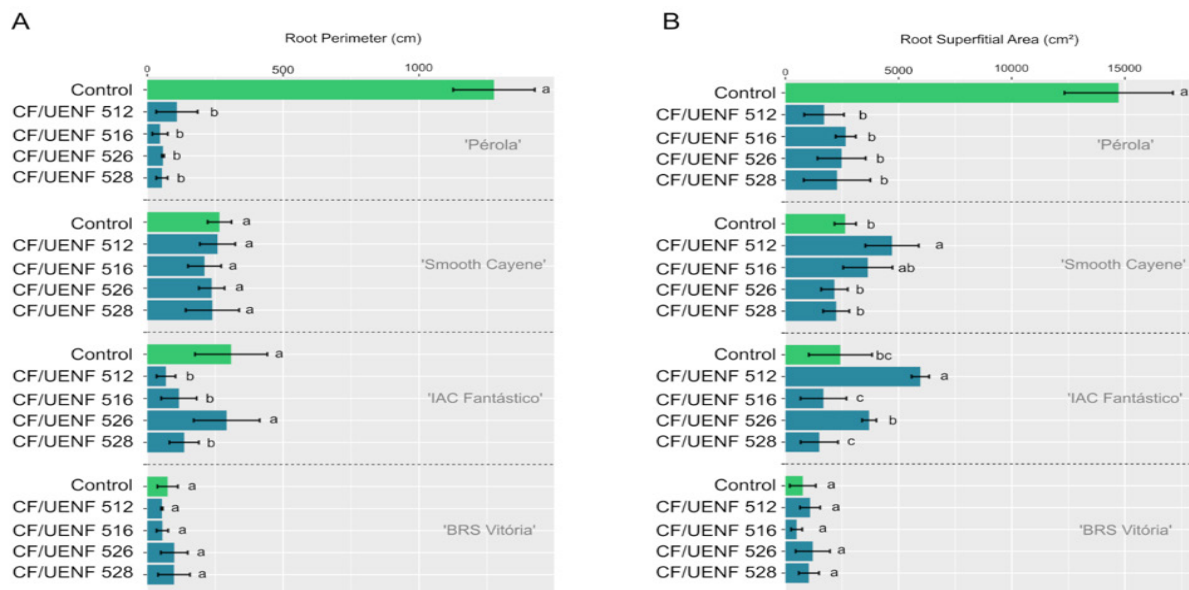 A
Root Perimeter (cm)
0 500 1000
Control a
CF/UENF 512 b
CF/UENF 516 b
'Pérola'
CF/UENF 526 b
CF/UENF 528 b
Control a
CF/UENF 512 a
CF/UENF 516 a
'Smooth Cayene'
CF/UENF 526 a
CF/UENF 528 a
Control a
CF/UENF 512 b
CF/UENF 516 b
'IAC Fantástico'
CF/UENF 526 a
CF/UENF 528 b
Control a
CF/UENF 512 a
CF/UENF 516 a
'BRS Vitória'
CF/UENF 526 a
CF/UENF 528 a
B
Root Superfitial Area (cm²)
0 5000 10000 15000
Control a
CF/UENF 512 b
CF/UENF 516 b
'Pérola'
CF/UENF 526 b
CF/UENF 528 b
Control b
CF/UENF 512 a
CF/UENF 516 ab
'Smooth Cayene'
CF/UENF 526 b
CF/UENF 528 b
Control bc
CF/UENF 512 a
CF/UENF 516 c
'IAC Fantástico'
CF/UENF 526 b
CF/UENF 528 c
Control a
CF/UENF 512 a
CF/UENF 516 a
'BRS Vitória'
CF/UENF 526 a
CF/UENF 528 a